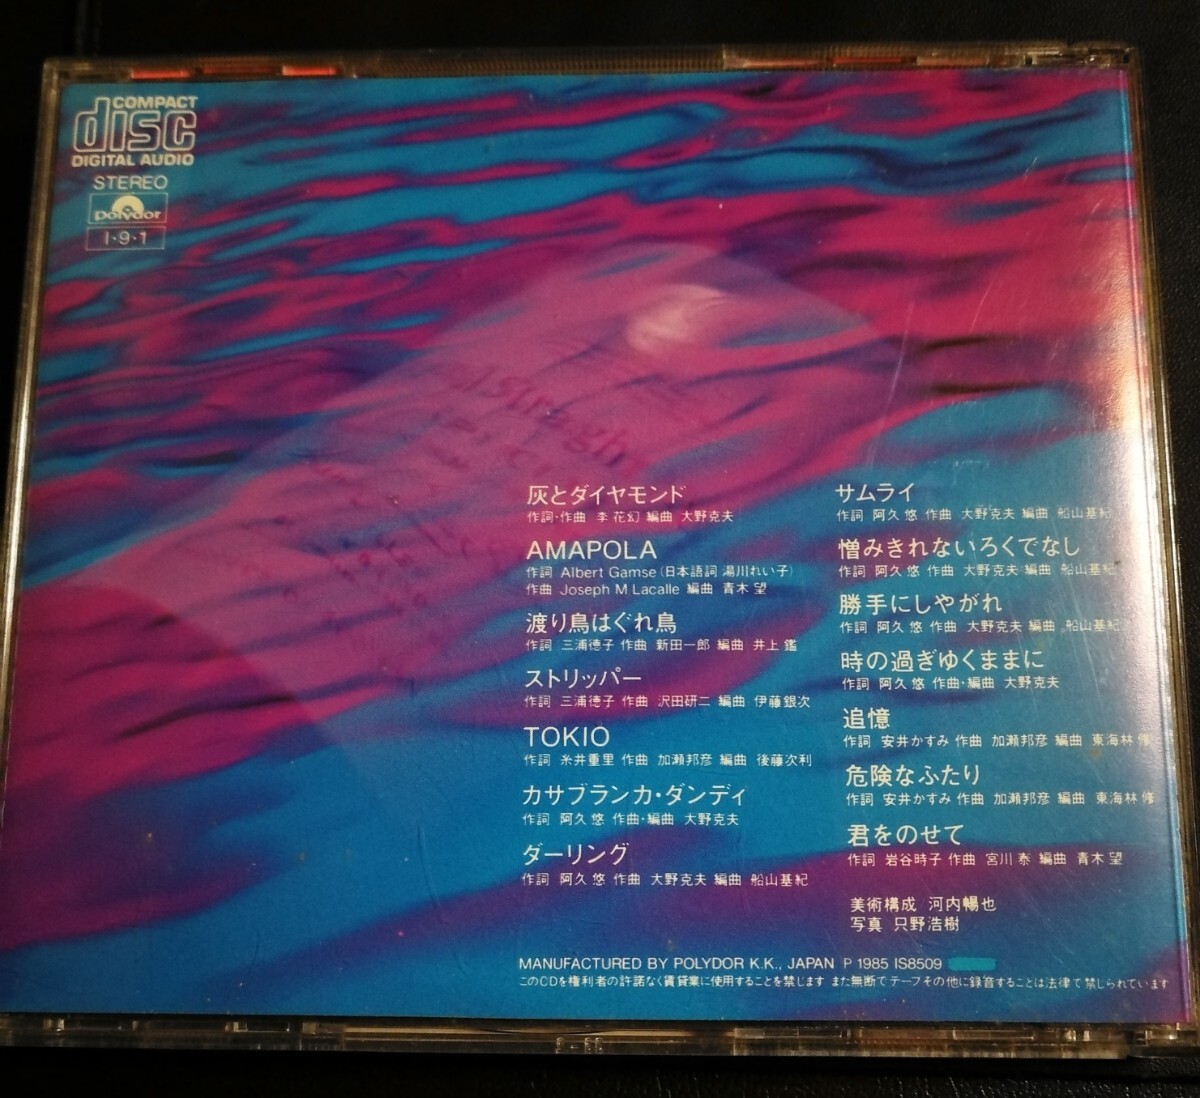 COMPACT
disc
DIGITAL AUDIO
STEREO
polydor
I·9·1
灰とダイヤモンド
作詞・作曲 李 花幻 編曲 大野克夫
AMAPOLA
作詞 Albert Gamse (日本語詞 湯川れい子)
作曲 Joseph M Lacalle 編曲 青木 望
渡り鳥はぐれ鳥
作詞 三浦徳子 作曲 新田一郎 編曲 井上 鑑
ストリッパー
作詞 三浦徳子 作曲 沢田研二 編曲 伊藤銀次
TOKIO
作詞 糸井重里 作曲 加瀬邦彦 編曲 後藤次利
カサブランカ・ダンディ
作詞 阿久 悠 作曲・編曲 大野克夫
ダーリング
作詞 阿久 悠 作曲 大野克夫 編曲 船山基紀
サムライ
作詞 阿久 悠 作曲 大野克夫 編曲 船山基紀
憎みきれないろくでなし
作詞 阿久 悠 作曲 大野克夫 編曲 船山基紀
勝手にしやがれ
作詞 阿久 悠 作曲 大野克夫 編曲 船山基紀
時の過ぎゆくままに
作詞 阿久 悠 作曲・編曲 大野克夫
追憶
作詞 安井かずみ 作曲 加瀬邦彦 編曲 東海林 修
危険なふたり
作詞 安井かずみ 作曲 加瀬邦彦 編曲 東海林 修
君をのせて
作詞 岩谷時子 作曲 宮川 泰 編曲 青木 望
美術構成 河内暢也
写真 只野浩樹
MANUFACTURED BY POLYDOR K.K., JAPAN P 1985 IS8509
このCDを権利者の許諾なく賃貸業に使用することを禁じます また無断でテープその他に録音することは法律で禁じられています